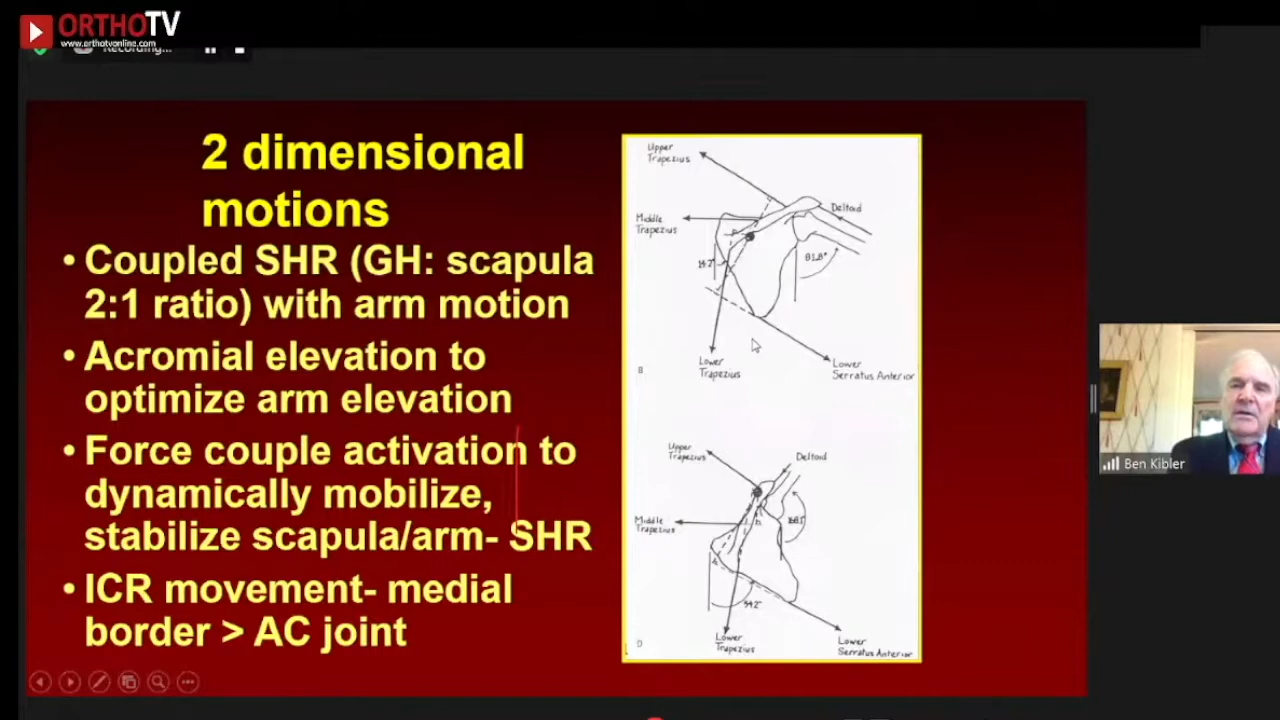 ORTHOTV
www.orthotvonline.com
Recording...
2 dimensional
motions
• Coupled SHR (GH: scapula
2:1 ratio) with arm motion
• Acromial elevation to
optimize arm elevation
• Force couple activation to
dynamically mobilize,
stabilize scapula/arm- SHR
• ICR movement- medial
border > AC joint
Upper
Trapezius
Middle
Trapezius
Deltoid
Lower
Trapezius
Lower
Serratus Anterior
B
Upper
Trapezius
Deltoid
Middle
Trapezius
Lower
Trapezius
Lower
Serratus Anterior
D
Ben Kibler